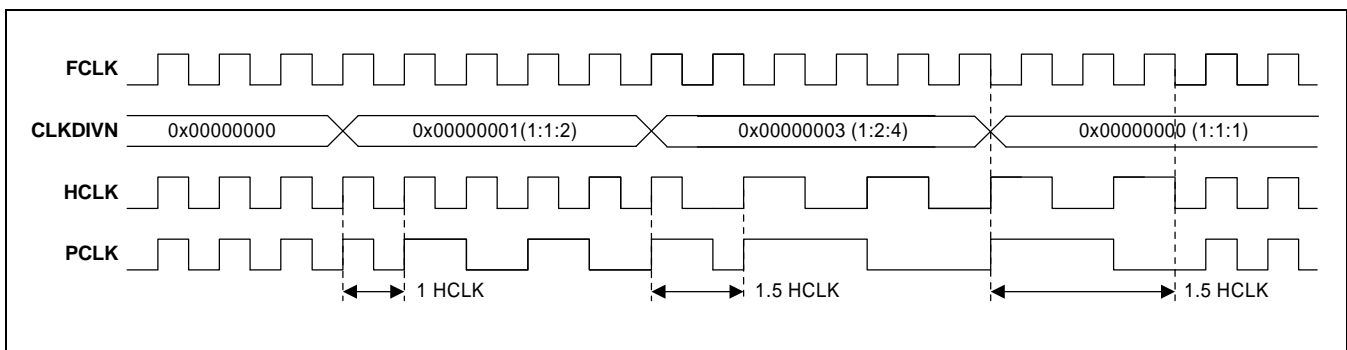 FCLK
CLKDIVN 0x00000000 0x00000001(1:1:2) 0x00000003 (1:2:4) 0x00000000 (1:1:1)
HCLK
PCLK
1 HCLK 1.5 HCLK 1.5 HCLK